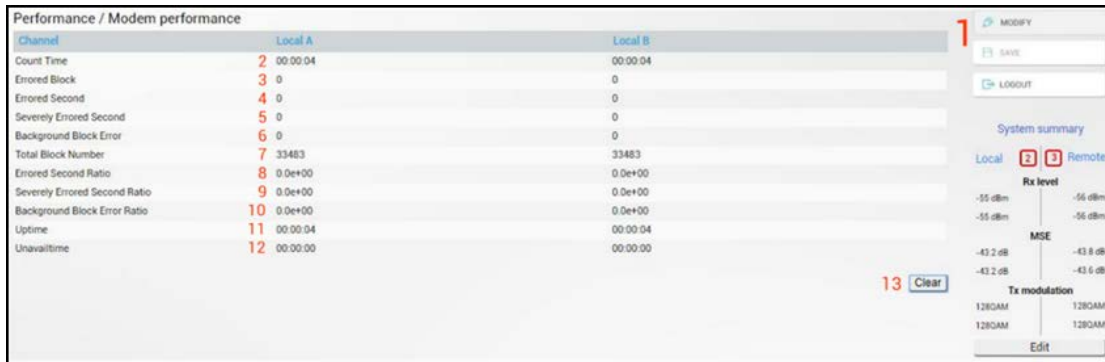 Performance / Modem performance
Channel Local A Local B
Count Time 2 00:00:04 00:00:04
Errored Block 3 0 0
Errored Second 4 0 0
Severely Errored Second 5 0 0
Background Block Error 6 0 0
Total Block Number 7 33483 33483
Errored Second Ratio 8 0.0e+00 0.0e+00
Severely Errored Second Ratio 9 0.0e+00 0.0e+00
Background Block Error Ratio 10 0.0e+00 0.0e+00
Uptime 11 00:00:04 00:00:04
Unavailtime 12 00:00:00 00:00:00
13 Clear
1 MODIFY
SAVE
LOGOUT
System summary
Local 2 3 Remote
Rx level
-55 dBm -56 dBm
-55 dBm -56 dBm
MSE
-43.2 dB -43.8 dB
-43.2 dB -43.6 dB
Tx modulation
128QAM 128QAM
128QAM 128QAM
Edit